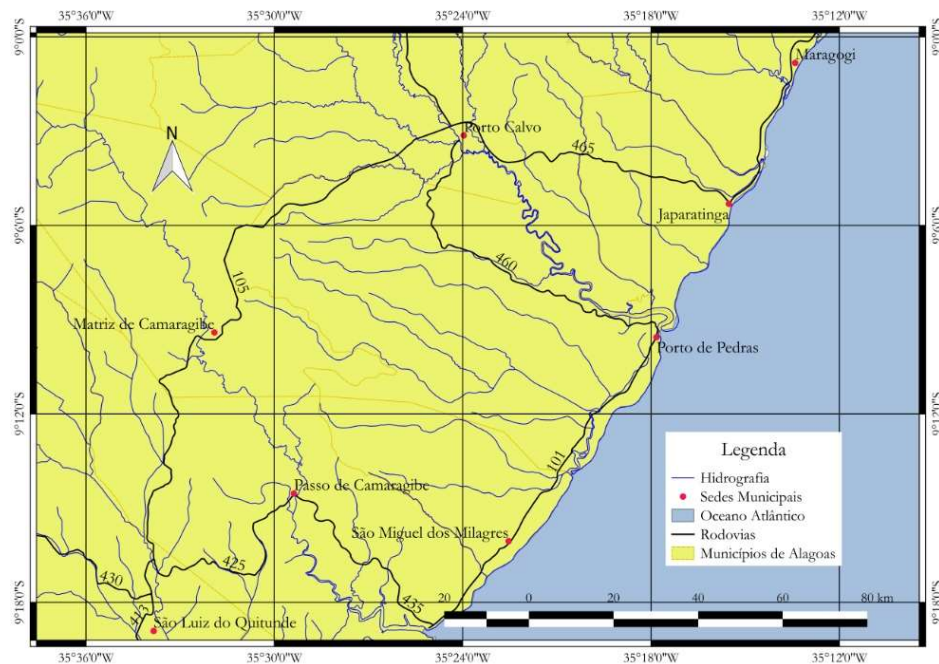 35°36'0"W 35°30'0"W 35°24'0"W 35°18'0"W 35°12'0"W
9°0'0"S 9°0'0"S
Maragogi
N
Porto Calvo
465
Japaratinga
9°6'0"S 9°6'0"S
460
105
Matriz de Camaragibe
Porto de Pedras
9°12'0"S 9°12'0"S
101
Passo de Camaragibe
São Miguel dos Milagres
Legenda
Hidrografia
Sedes Municipais
Oceano Atlântico
Rodovias
Municípios de Alagoas
425
430
435
413
9°18'0"S 9°18'0"S
20 0 20 40 60 80 km
São Luiz do Quitunde
35°36'0"W 35°30'0"W 35°24'0"W 35°18'0"W 35°12'0"W